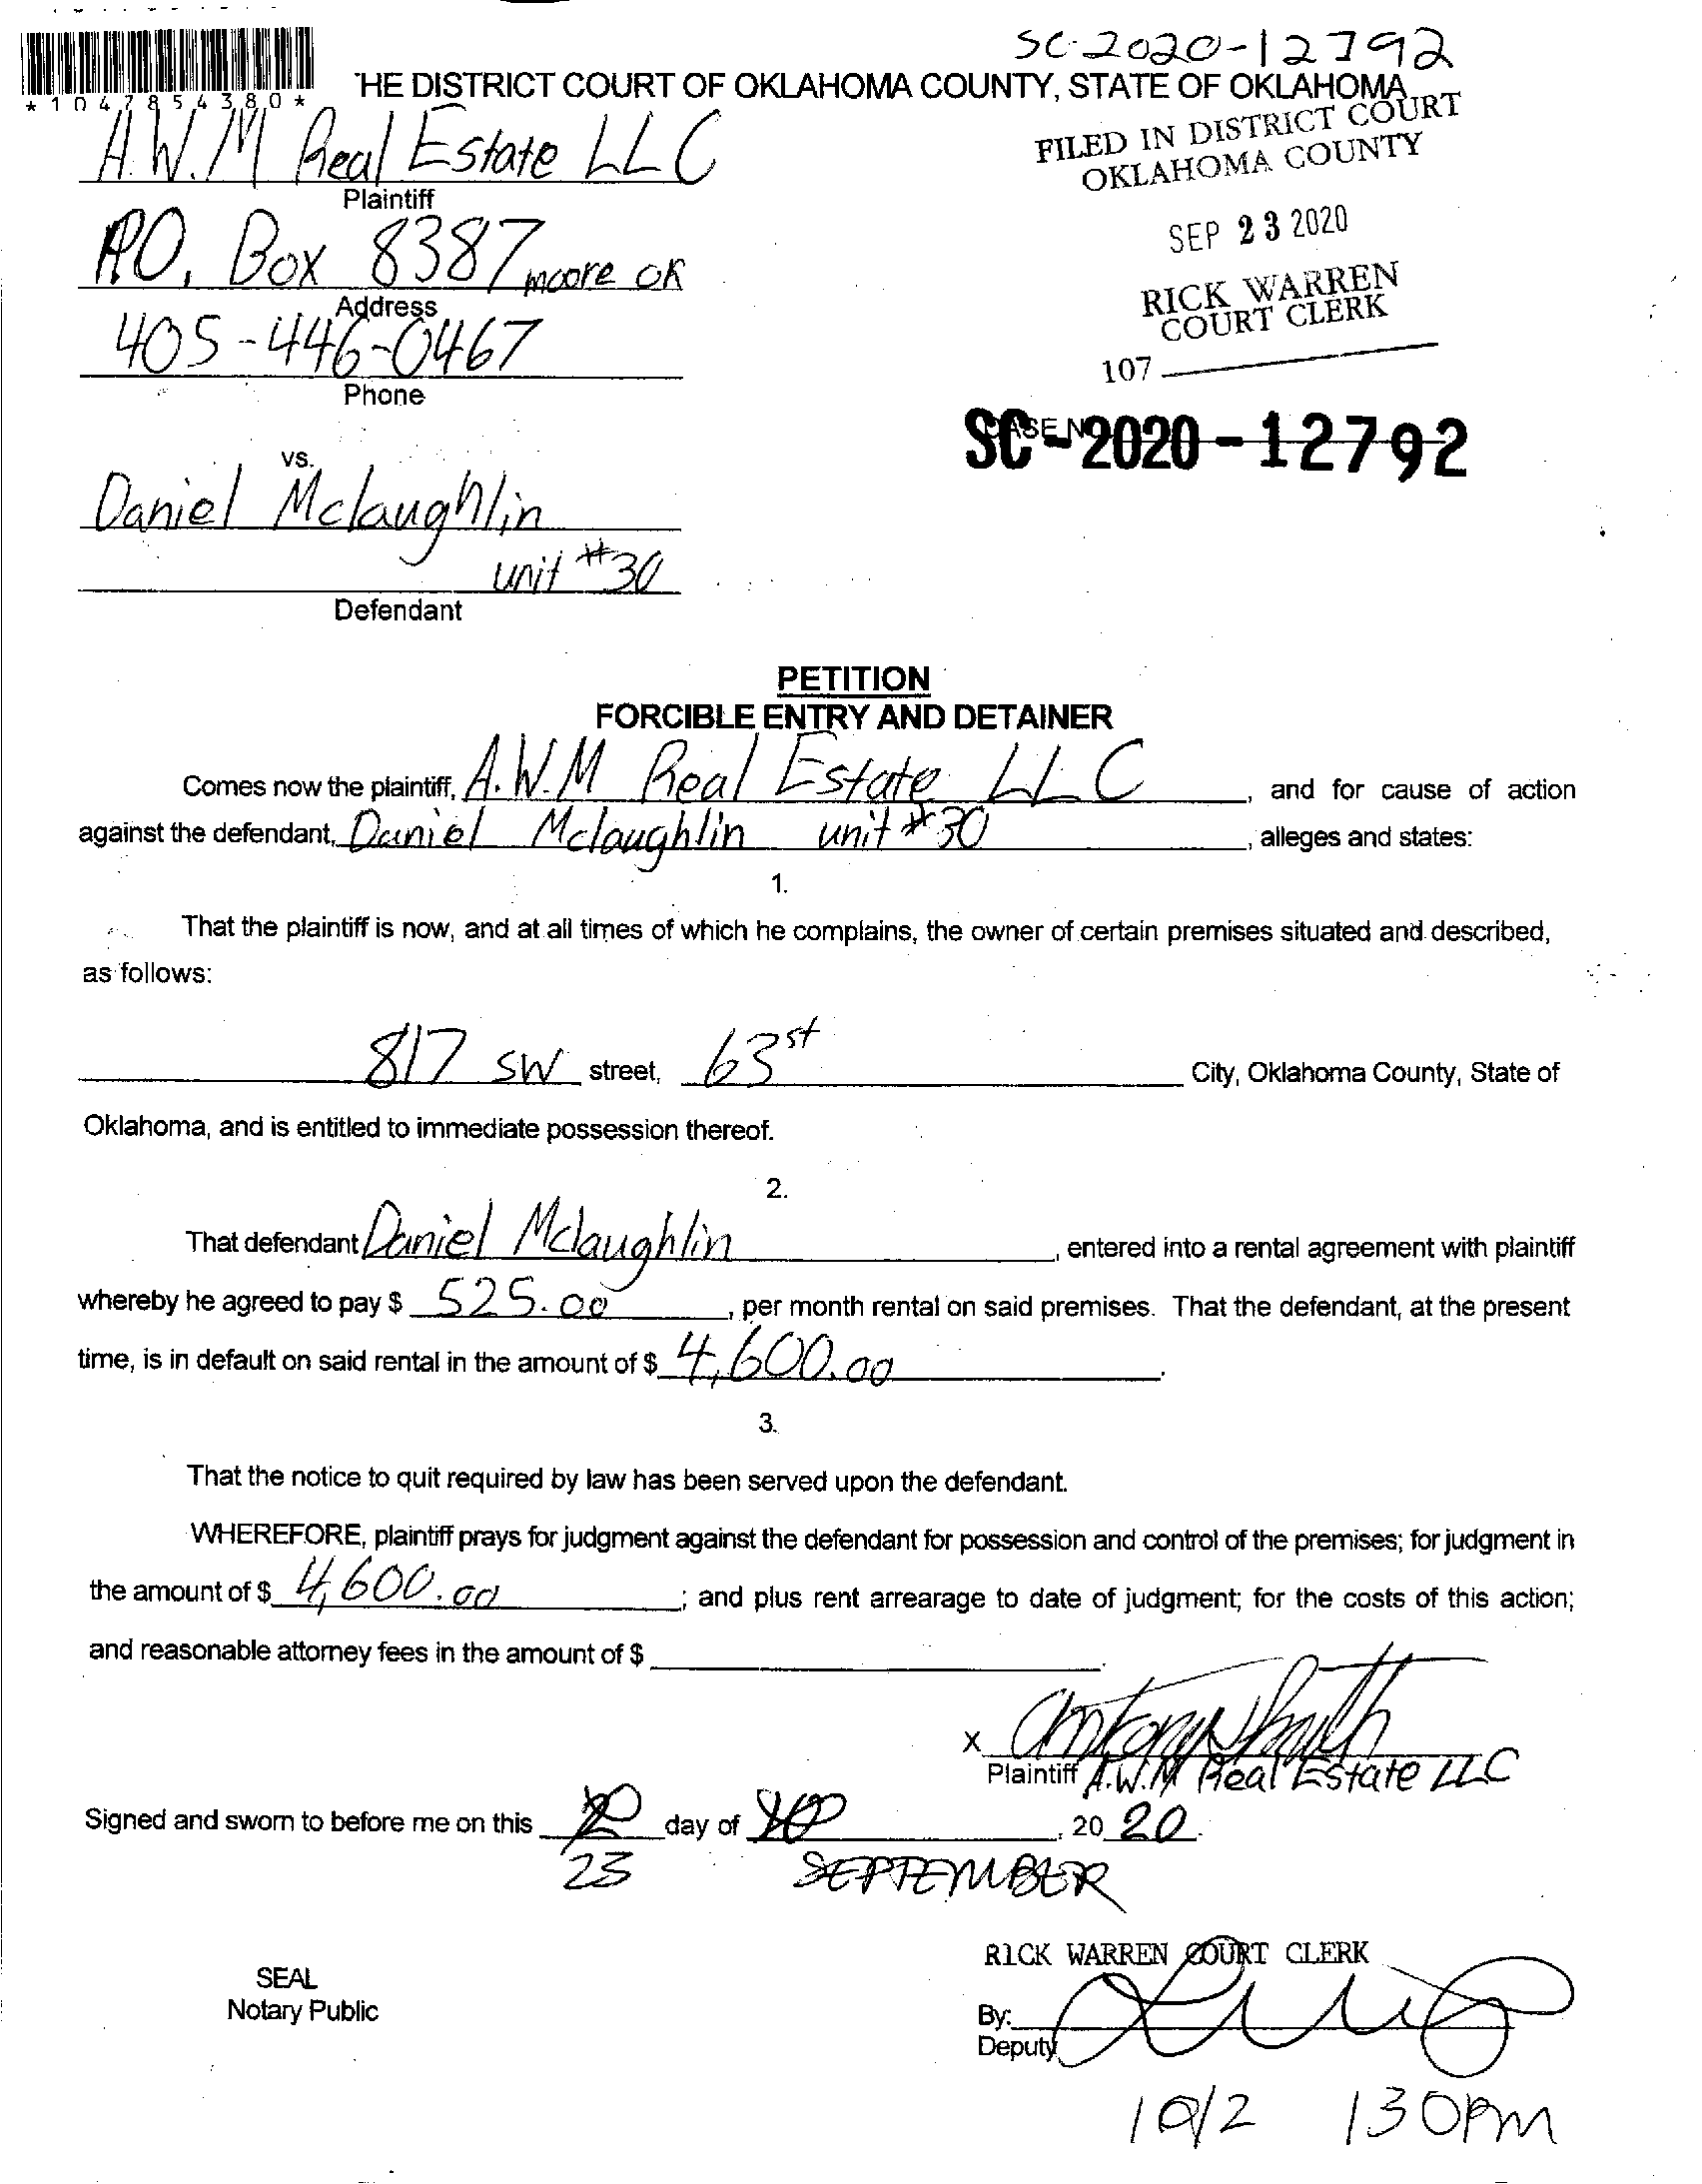 SC-2020-12792
*1047854380*
HE DISTRICT COURT OF OKLAHOMA COUNTY, STATE OF OKLAHOMA
FILED IN DISTRICT COURT
OKLAHOMA COUNTY
A.W.M Real Estate LLC
Plaintiff
SEP 23 2020
P.O. Box 8387 moore OK
Address
RICK WARREN
COURT CLERK
405-446-0467
Phone
107
SC-2020-12792
vs.
Daniel Mclaughlin
unit #30
Defendant
PETITION
FORCIBLE ENTRY AND DETAINER
Comes now the plaintiff, A.W.M Real Estate LLC, and for cause of action
against the defendant, Daniel Mclaughlin unit #30, alleges and states:
1.
That the plaintiff is now, and at all times of which he complains, the owner of certain premises situated and described,
as follows:
817 SW street, 63st City, Oklahoma County, State of
Oklahoma, and is entitled to immediate possession thereof.
2.
That defendant Daniel Mclaughlin, entered into a rental agreement with plaintiff
whereby he agreed to pay $ 525.00, per month rental on said premises. That the defendant, at the present
time, is in default on said rental in the amount of $ 4,600.00.
3.
That the notice to quit required by law has been served upon the defendant.
WHEREFORE, plaintiff prays for judgment against the defendant for possession and control of the premises; for judgment in
the amount of $ 4,600.00; and plus rent arrearage to date of judgment; for the costs of this action;
and reasonable attorney fees in the amount of $
X
Plaintiff A.W.M Real Estate LLC
Signed and sworn to before me on this day of, 20 20.
23 SEPTEMBER
RICK WARREN COURT CLERK
SEAL
Notary Public
By:
Deputy
10/2 130PM